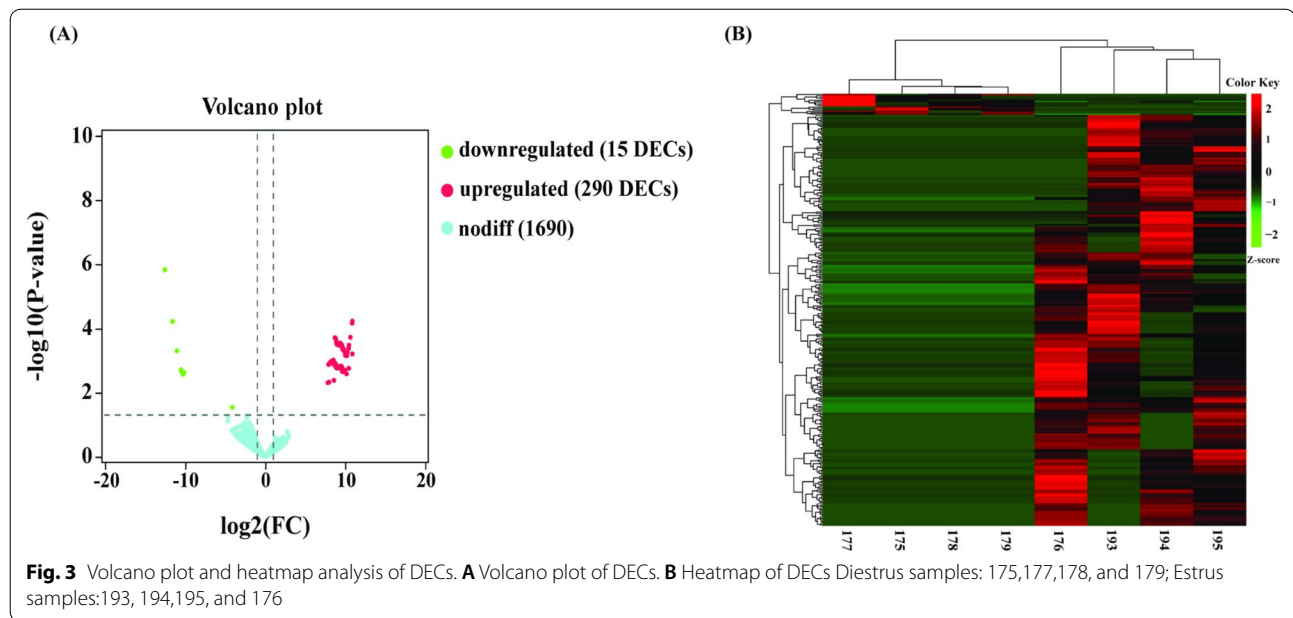 (A)
Volcano plot
10
8
6
4
2
0
-20
-10
0
10
20
-log10(P-value)
log2(FC)
downregulated (15 DECs)
upregulated (290 DECs)
nodiff (1690)
(B)
Color Key
2
1
0
−1
−2
Z-score
177
175
178
179
176
193
194
195
Fig. 3 Volcano plot and heatmap analysis of DECs. A Volcano plot of DECs. B Heatmap of DECs Diestrus samples: 175,177,178, and 179; Estrus
samples:193, 194,195, and 176